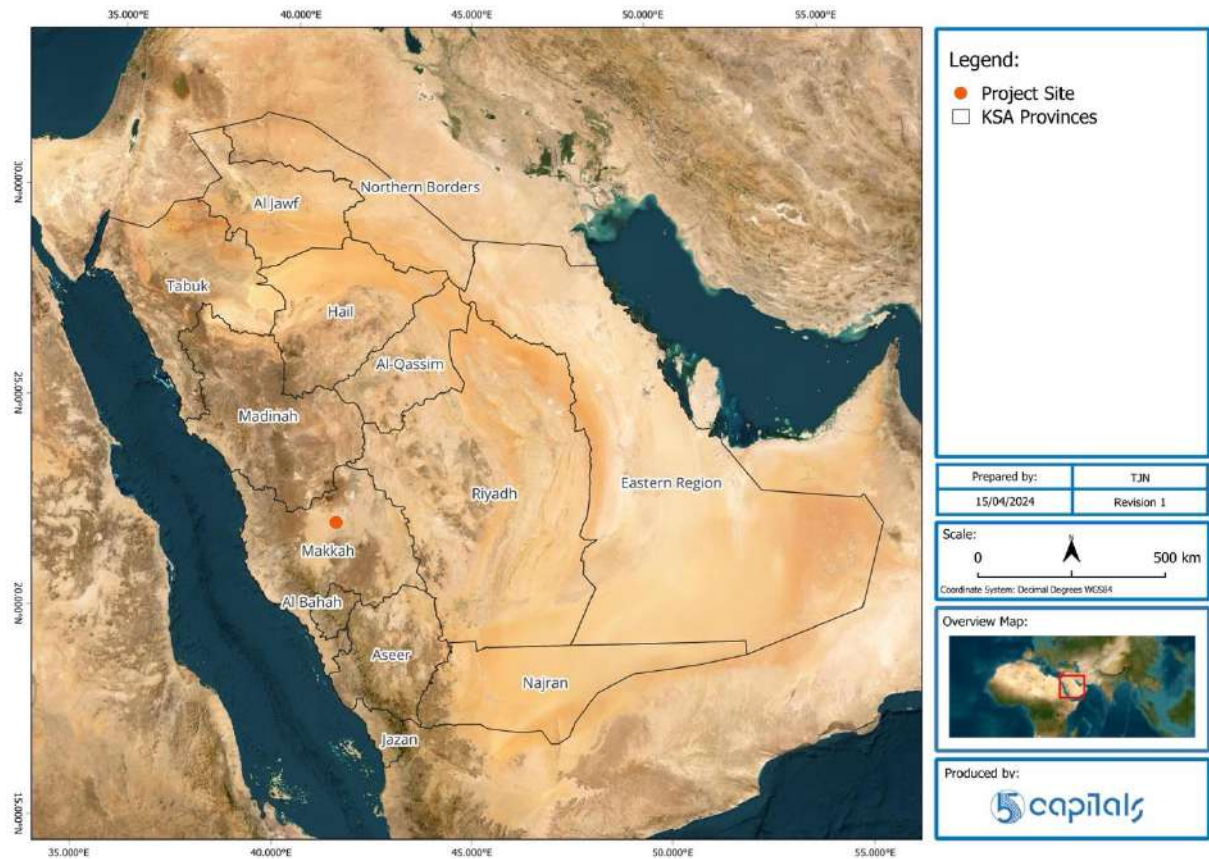 35.000°E
40.000°E
45.000°E
50.000°E
55.000°E
30.000°N
25.000°N
20.000°N
15.000°N
Northern Borders
Al Jawf
Tabuk
Hail
Al-Qassim
Madinah
Riyadh
Eastern Region
Makkah
Al Bahah
Aseer
Najran
Jazan
35.000°E
40.000°E
45.000°E
50.000°E
55.000°E
Legend:
Project Site
KSA Provinces
Prepared by: TJN
15/04/2024 Revision 1
Scale:
N
0 500 km
Coordinate System: Decimal Degrees WGS84
Overview Map:
Produced by:
5 capitals